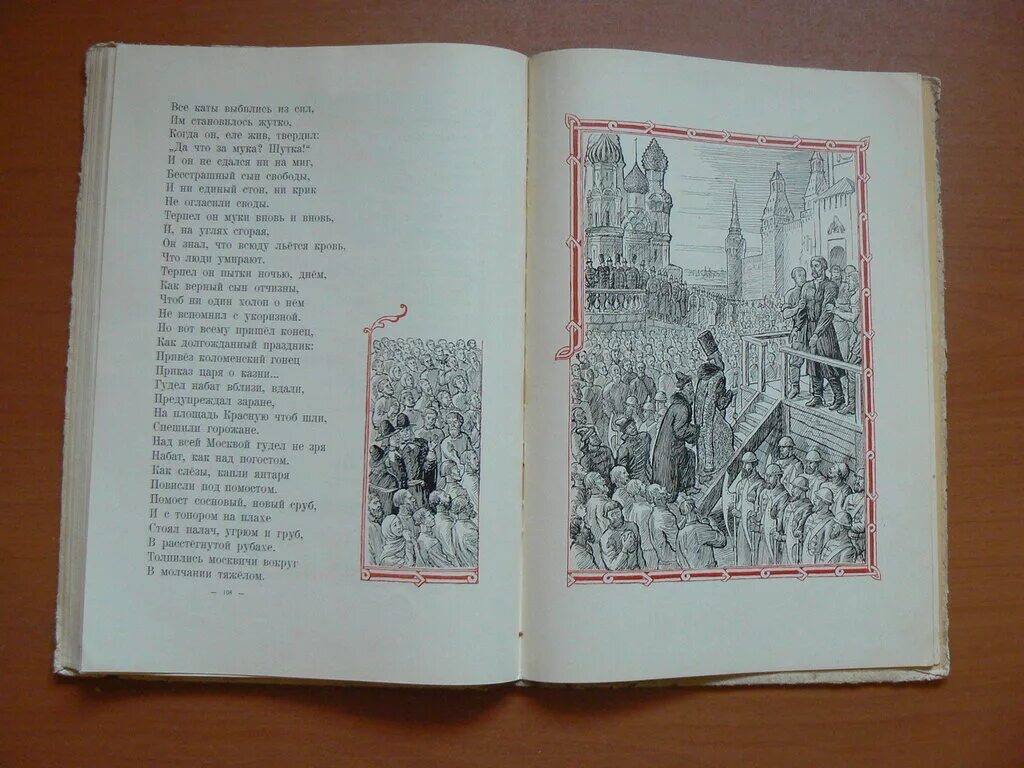 Все каты выбились из сил,
Им становилось жутко,
Когда он, еле жив, твердил:
„Да что за мука? Шутка!“
И он не сдался ни на миг,
Бесстрашный сын свободы,
И ни единый стон, ни крик
Не огласили своды.
Терпел он муки вновь и вновь,
И, на углях сгорая,
Он знал, что всюду льётся кровь,
Что люди умирают.
Терпел он пытки ночью, днём,
Как верный сын отчизны,
Чтоб ни один холоп о нём
Не вспомнил с укоризной.
Но вот всему пришёл конец,
Как долгожданный праздник:
Привёз коломенский гонец
Приказ царя о казни...
Гудел набат вблизи, вдали,
Предупреждал заране,
На площадь Красную чтоб шли,
Спешили горожане.
Над всей Москвой гудел не зря
Набат, как над погостом.
Как слёзы, капли янтаря
Повисли под помостом.
Помост сосновый, новый сруб,
И с топором на плахе
Стоял палач, угрюм и груб,
В расстёгнутой рубахе.
Толпились москвичи вокруг
В молчании тяжёлом.
— 108 —